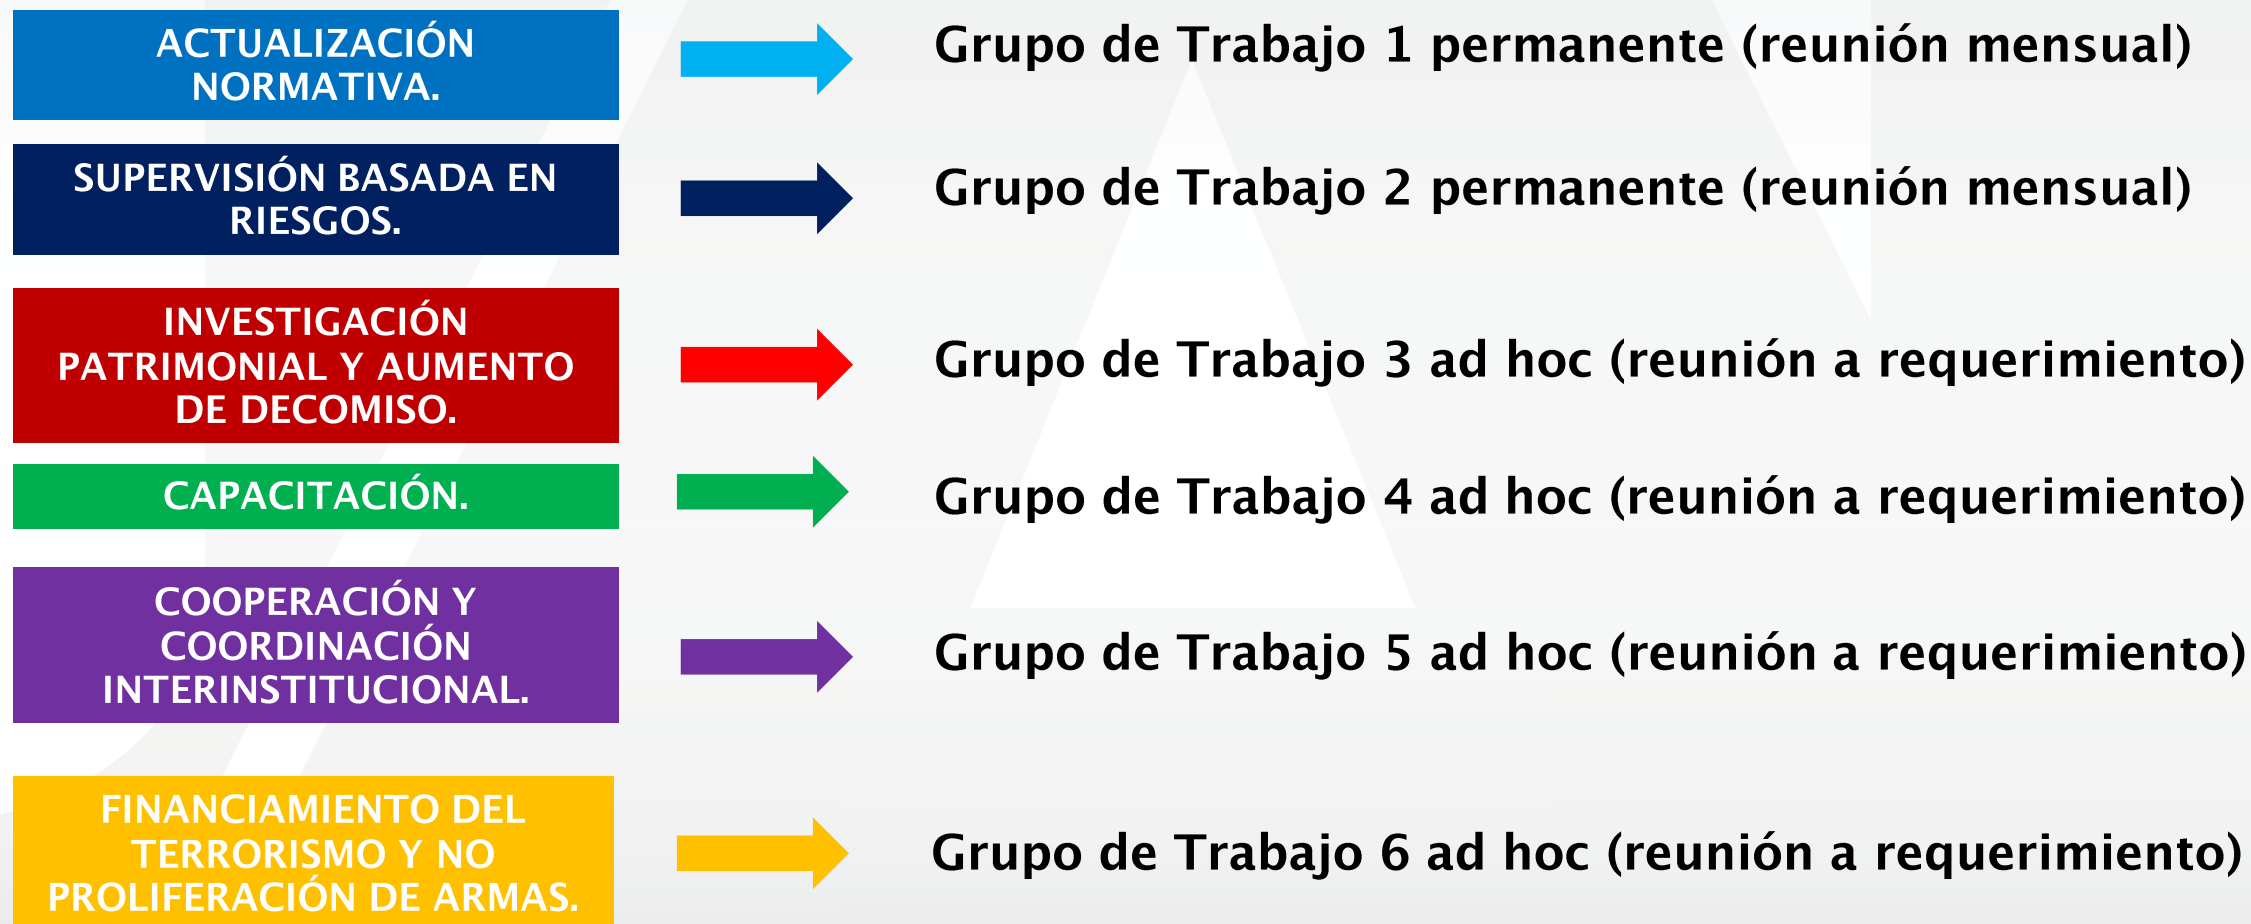 ACTUALIZACIÓN
NORMATIVA.
Grupo de Trabajo 1 permanente (reunión mensual)
SUPERVISIÓN BASADA EN
RIESGOS.
Grupo de Trabajo 2 permanente (reunión mensual)
INVESTIGACIÓN
PATRIMONIAL Y AUMENTO
DE DECOMISO.
Grupo de Trabajo 3 ad hoc (reunión a requerimiento)
CAPACITACIÓN.
Grupo de Trabajo 4 ad hoc (reunión a requerimiento)
COOPERACIÓN Y
COORDINACIÓN
INTERINSTITUCIONAL.
Grupo de Trabajo 5 ad hoc (reunión a requerimiento)
FINANCIAMIENTO DEL
TERRORISMO Y NO
PROLIFERACIÓN DE ARMAS.
Grupo de Trabajo 6 ad hoc (reunión a requerimiento)